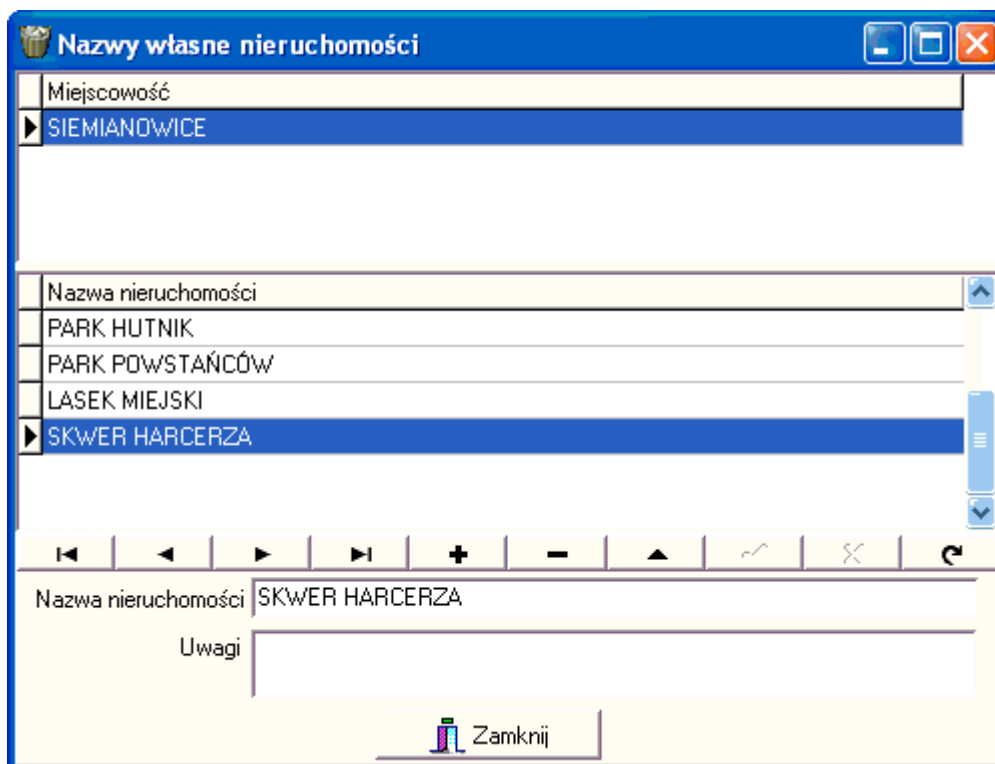 Nazwy własne nieruchomości
Miejscowość
SIEMIANOWICE
Nazwa nieruchomości
PARK HUTNIK
PARK POWSTAŃCÓW
LASEK MIEJSKI
SKWER HARCERZA
Nazwa nieruchomości SKWER HARCERZA
Uwagi
Zamknij